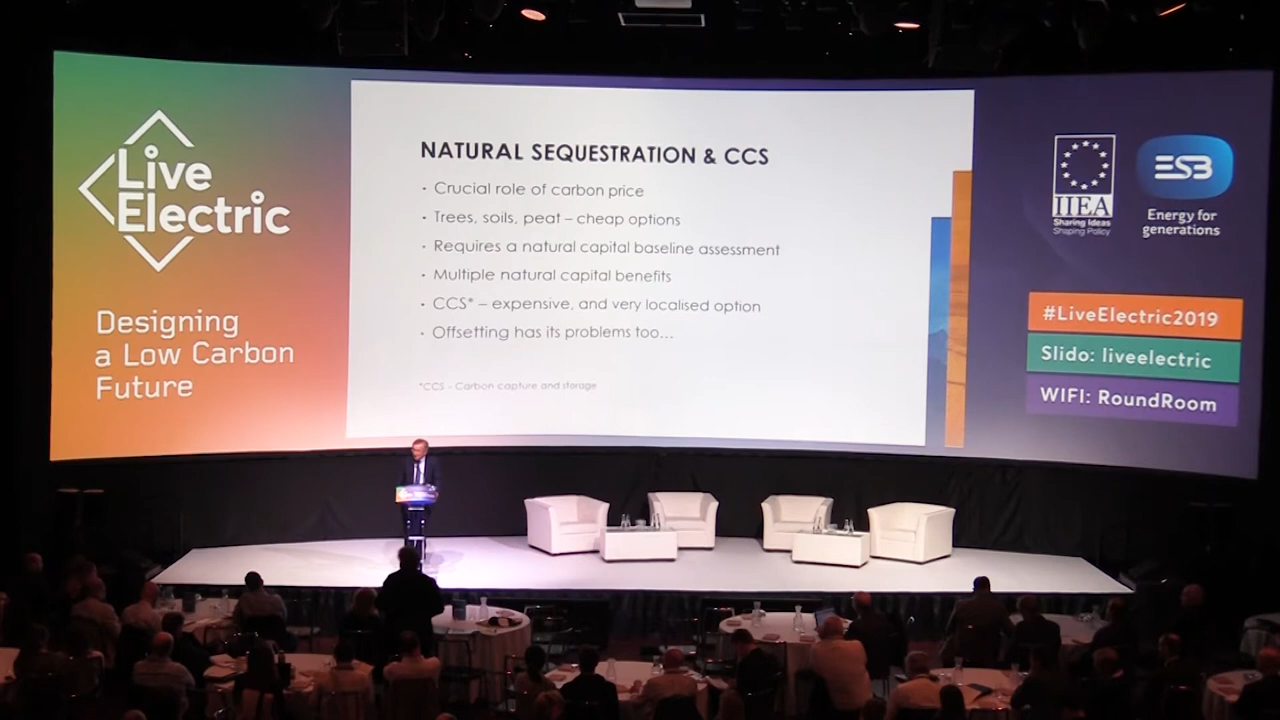 Live
Electric
Designing
a Low Carbon
Future
NATURAL SEQUESTRATION & CCS
• Crucial role of carbon price
• Trees, soils, peat – cheap options
• Requires a natural capital baseline assessment
• Multiple natural capital benefits
• CCS* – expensive, and very localised option
• Offsetting has its problems too...
*CCS - Carbon capture and storage
IIEA
Sharing Ideas
Shaping Policy
ESB
Energy for
generations
#LiveElectric2019
Slido: liveelectric
WIFI: RoundRoom